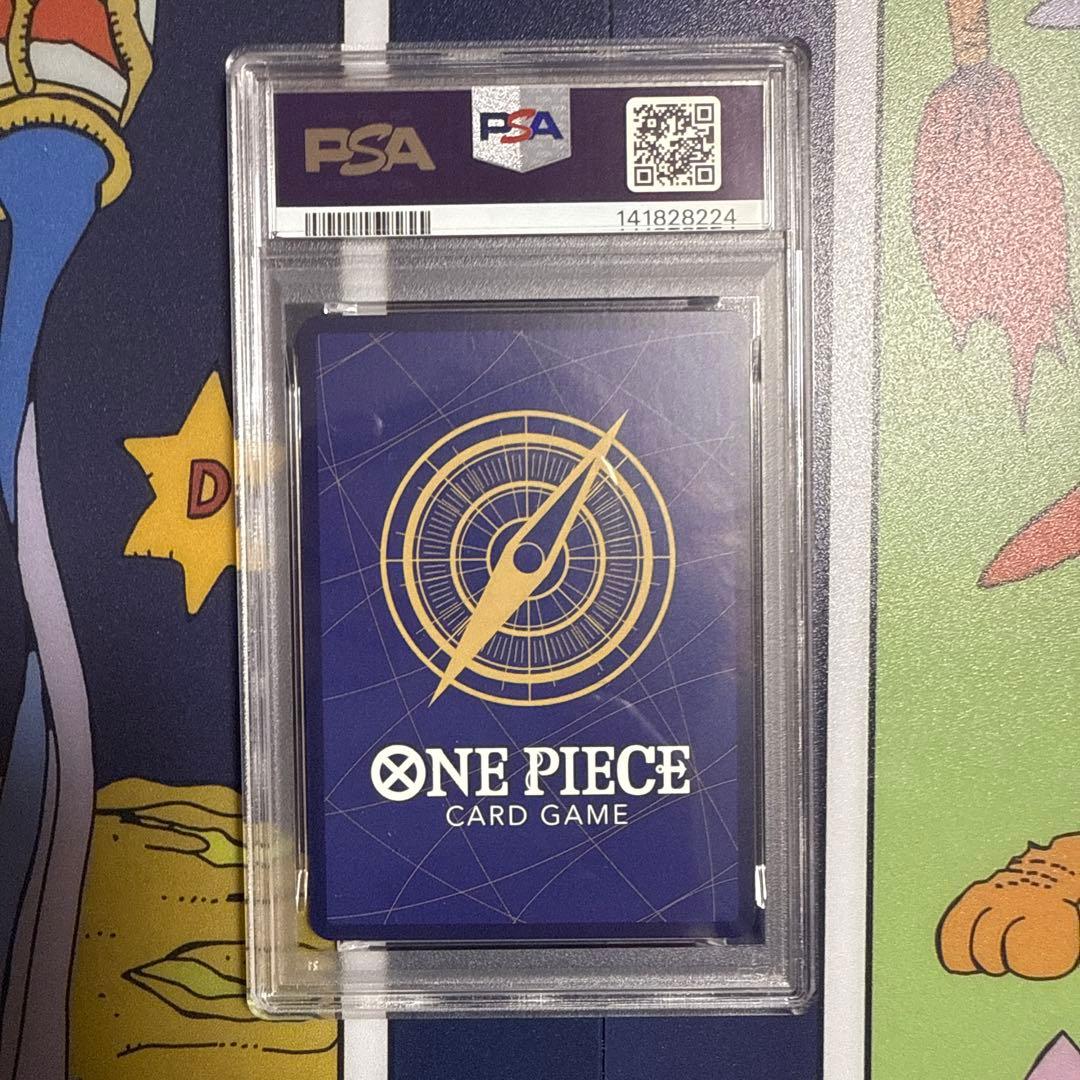 PSA
PSA
141828224
D
ONE PIECE
CARD GAME